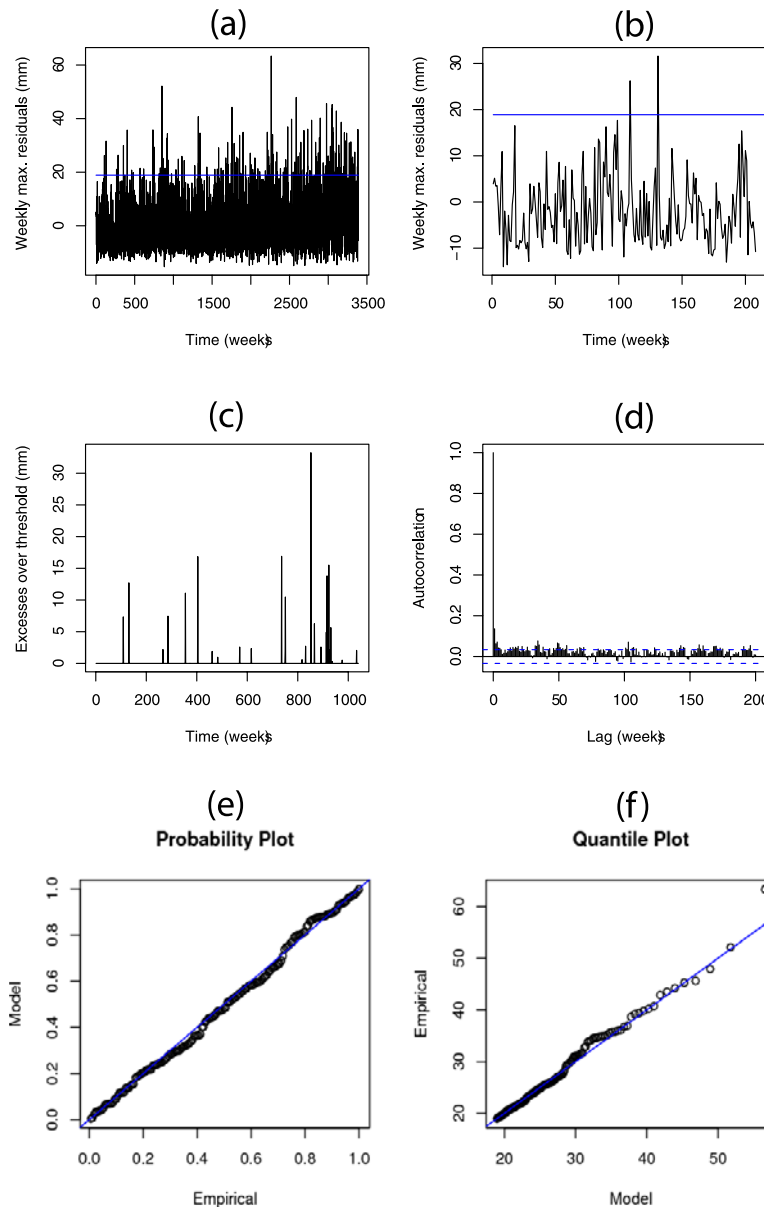 (a)
Weekly max. residuals (mm)
60
40
20
0
0 500 1500 2500 3500
Time (weeks)
(b)
Weekly max. residuals (mm)
30
20
10
0
−10
0 50 100 150 200
Time (weeks)
(c)
Excesses over threshold (mm)
30
25
20
15
10
5
0
0 200 400 600 800 1000
Time (weeks)
(d)
Autocorrelation
1.0
0.8
0.6
0.4
0.2
0.0
0 50 100 150 200
Lag (weeks)
(e)
Probability Plot
Model
1.0
0.8
0.6
0.4
0.2
0.0
0.0 0.2 0.4 0.6 0.8 1.0
Empirical
(f)
Quantile Plot
Empirical
60
50
40
30
20
20 30 40 50
Model